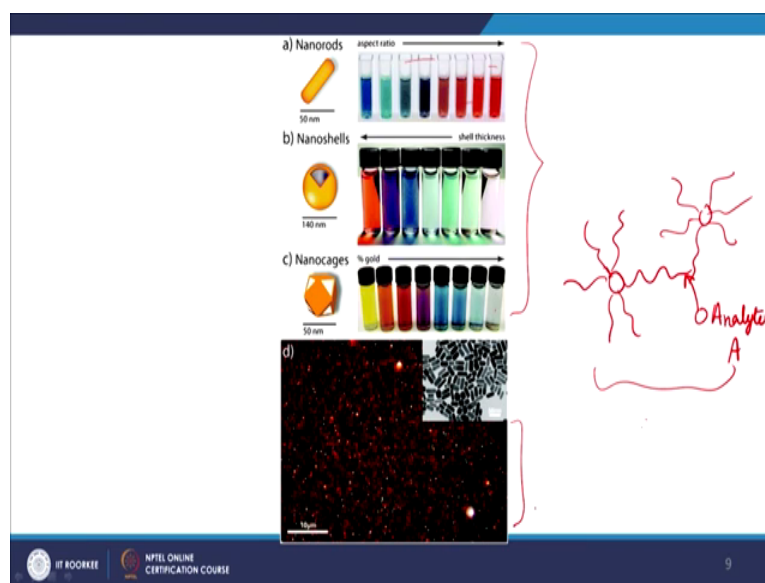 a) Nanorods
aspect ratio
50 nm
b) Nanoshells
shell thickness
140 nm
c) Nanocages
% gold
50 nm
d)
10µm
Analyte
A
IIT ROORKEE
NPTEL ONLINE
CERTIFICATION COURSE
9